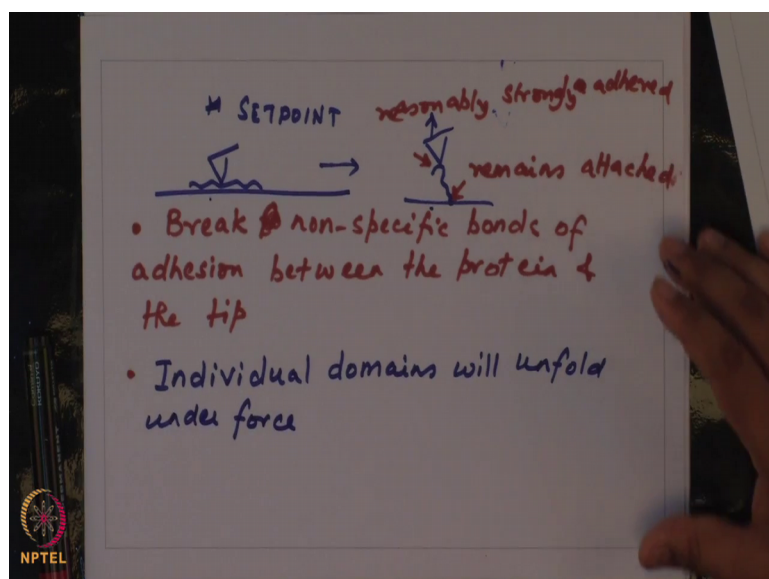 * SETPOINT
reasonably strongly adhered
remains attached.
• Break non-specific bonds of
adhesion between the protein &
the tip
• Individual domains will unfold
under force
NPTEL